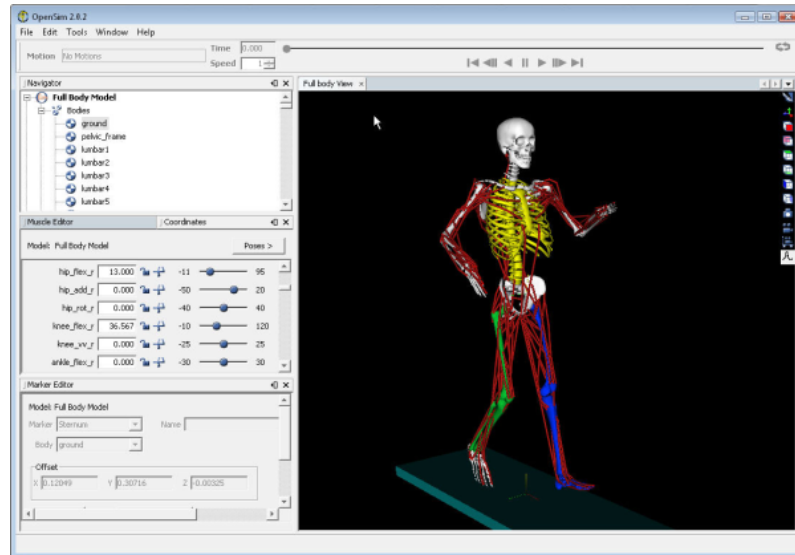 OpenSim 2.0.2
File Edit Tools Window Help
Motion No Motions Time 0.000
Speed 1
Navigator
Full body View
Full Body Model
Bodies
ground
pelvic_frame
lumbar1
lumbar2
lumbar3
lumbar4
lumbar5
Muscle Editor Coordinates
Model: Full Body Model Poses >
hip_flex_r 13.000 -11 95
hip_add_r 0.000 -50 20
hip_rot_r 0.000 -40 40
knee_flex_r 36.567 -10 120
knee_vv_r 0.000 -25 25
ankle_flex_r 0.000 -30 30
Marker Editor
Model: Full Body Model
Marker Sternum Name
Body ground
Offset
X 0.12849 Y 0.30716 Z -0.00325